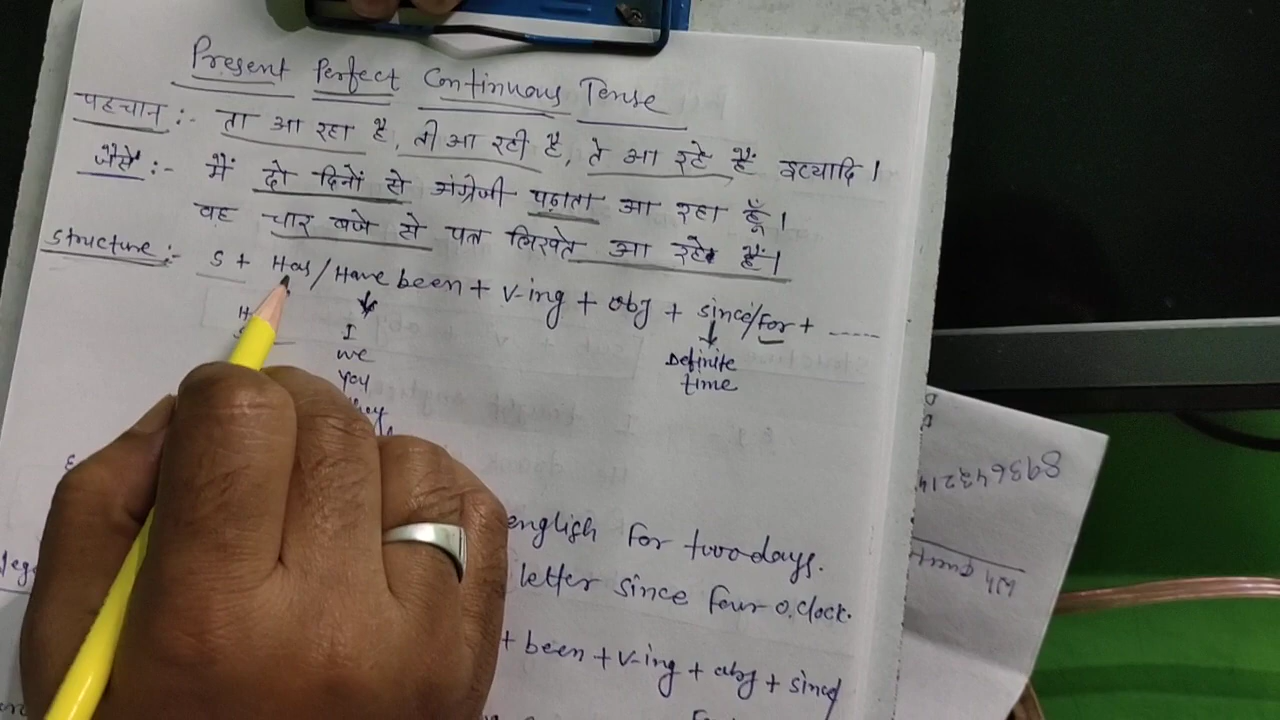 Present Perfect Continuous Tense
पहचान :- ता आ रहा है, ती आ रही है, ते आ रहे हैं इत्यादि।
जैसे :- मैं दो दिनों से अंग्रेजी पढ़ाता आ रहा हूँ।
वह चार बजे से पत्र लिखते आ रहे हैं।
Structure :- S + Has/Have been + v-ing + obj + since/For + -----
I
we
You
Definite
time
english For two days.
letter since Four O.clock.
+ been + v-ing + obj + since/
893643214
Wh